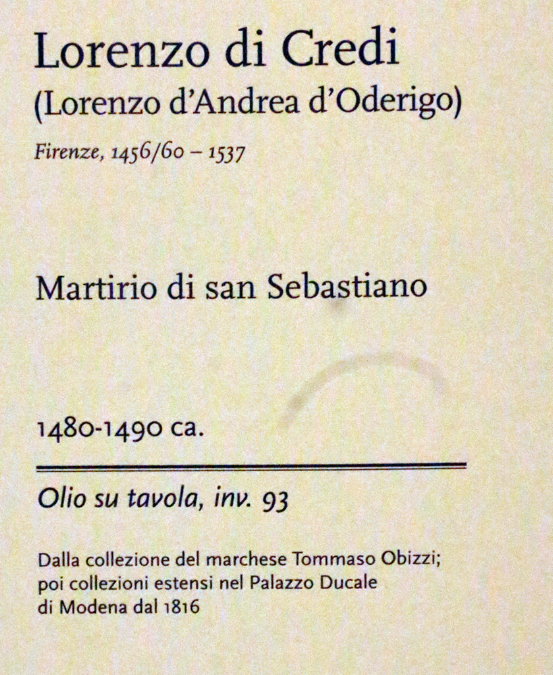 Lorenzo di Credi
(Lorenzo d’Andrea d’Oderigo)
Firenze, 1456/60 – 1537
Martirio di san Sebastiano
1480-1490 ca.
Olio su tavola, inv. 93
Dalla collezione del marchese Tommaso Obizzi;
poi collezioni estensi nel Palazzo Ducale
di Modena dal 1816